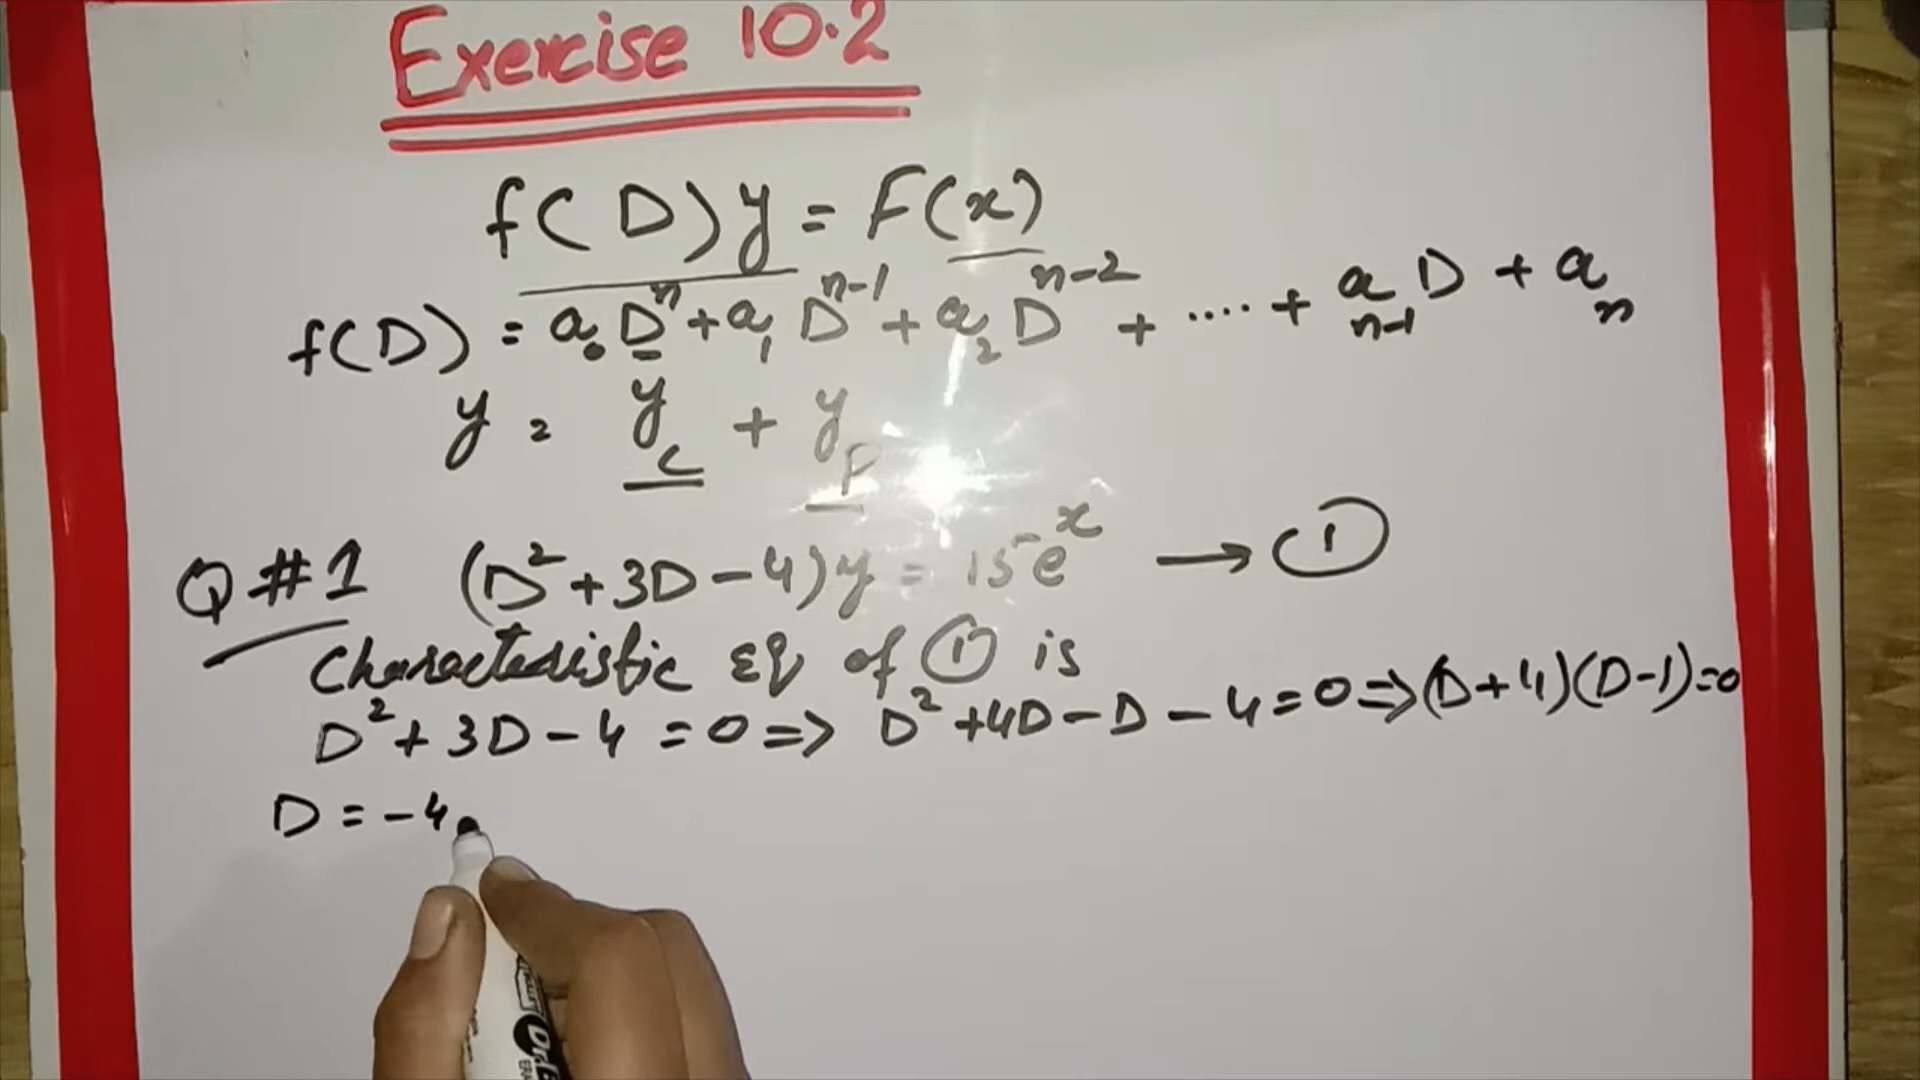 Exercise 10.2
f(D)y = F(x)
f(D) = a₀Dⁿ + a₁Dⁿ⁻¹ + a₂Dⁿ⁻² + .... + aₙ₋₁D + aₙ
y = y_c + y_p
Q#1 (D² + 3D - 4)y = 15eˣ → ①
Characteristic Eq of ① is
D² + 3D - 4 = 0 => D² + 4D - D - 4 = 0 => (D+4)(D-1)=0
D = -4